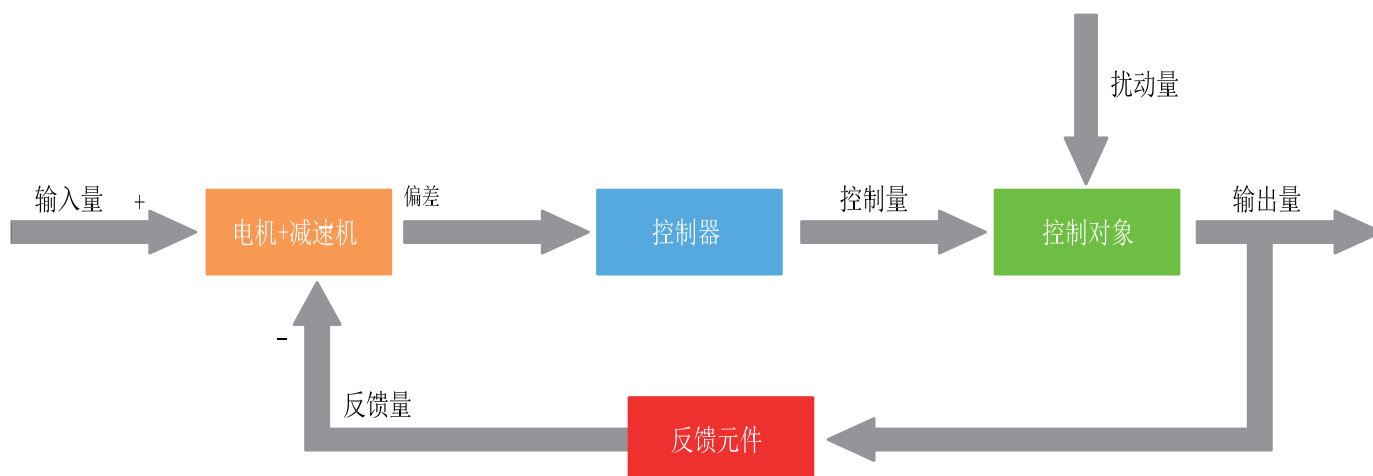 扰动量
输入量 +
电机+减速机
偏差
控制器
控制量
控制对象
输出量
-
反馈量
反馈元件